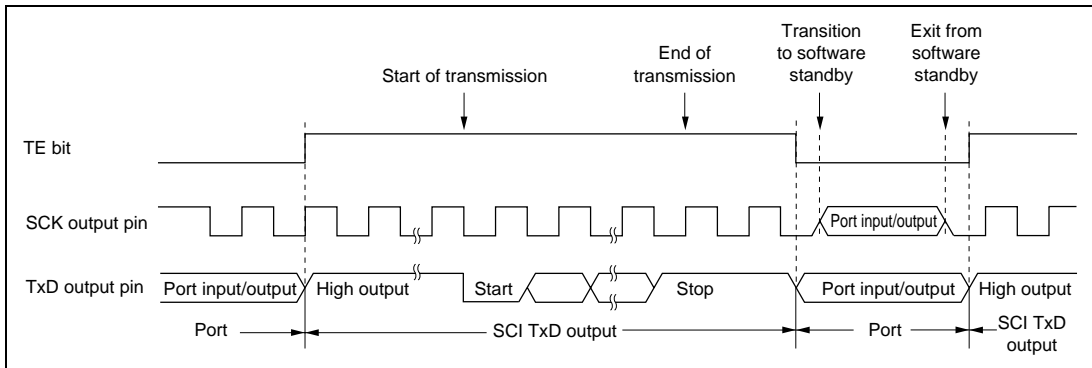 Start of transmission
End of
transmission
Transition
to software
standby
Exit from
software
standby
TE bit
SCK output pin
Port input/output
TxD output pin
Port input/output
High output
Start
Stop
Port input/output
High output
Port
SCI TxD output
Port
SCI TxD
output